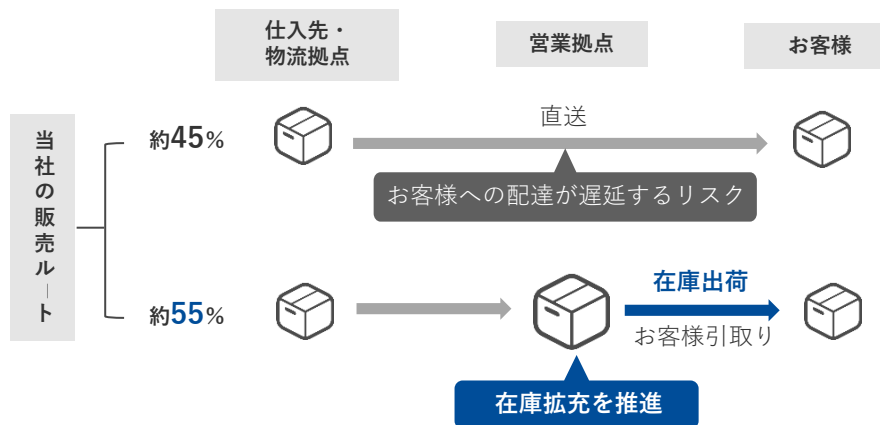 仕入先・
物流拠点
営業拠点
お客様
当社の販売ルート
約45%
直送
お客様への配達が遅延するリスク
約55%
在庫出荷
お客様引取り
在庫拡充を推進